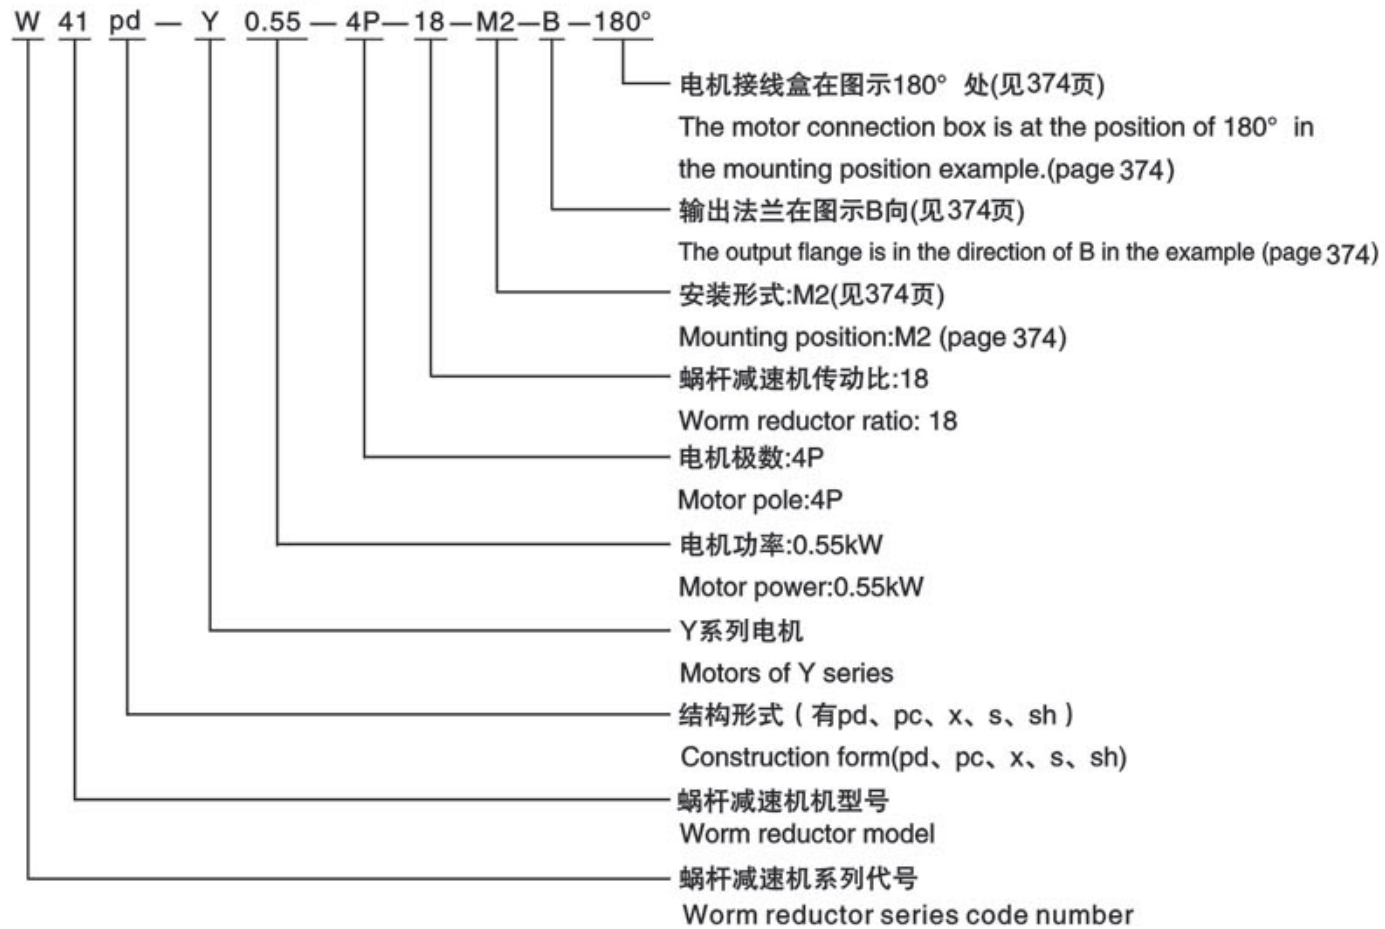 W 41 pd — Y 0.55 — 4P — 18 — M2 — B — 180°
电机接线盒在图示180° 处(见374页)
The motor connection box is at the position of 180° in
the mounting position example.(page 374)
输出法兰在图示B向(见374页)
The output flange is in the direction of B in the example (page 374)
安装形式:M2(见374页)
Mounting position:M2 (page 374)
蜗杆减速机传动比:18
Worm reductor ratio: 18
电机极数:4P
Motor pole:4P
电机功率:0.55kW
Motor power:0.55kW
Y系列电机
Motors of Y series
结构形式（有pd、pc、x、s、sh）
Construction form(pd、pc、x、s、sh)
蜗杆减速机机型号
Worm reductor model
蜗杆减速机系列代号
Worm reductor series code number